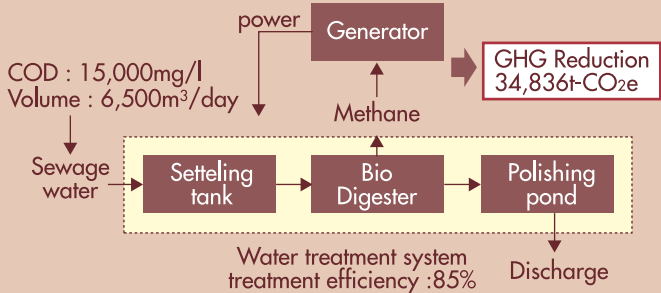 power
Generator
GHG Reduction
34,836t-CO₂e
COD : 15,000mg/l
Volume : 6,500m³/day
Methane
Sewage
water
Setteling
tank
Bio
Digester
Polishing
pond
Water treatment system
treatment efficiency :85%
Discharge